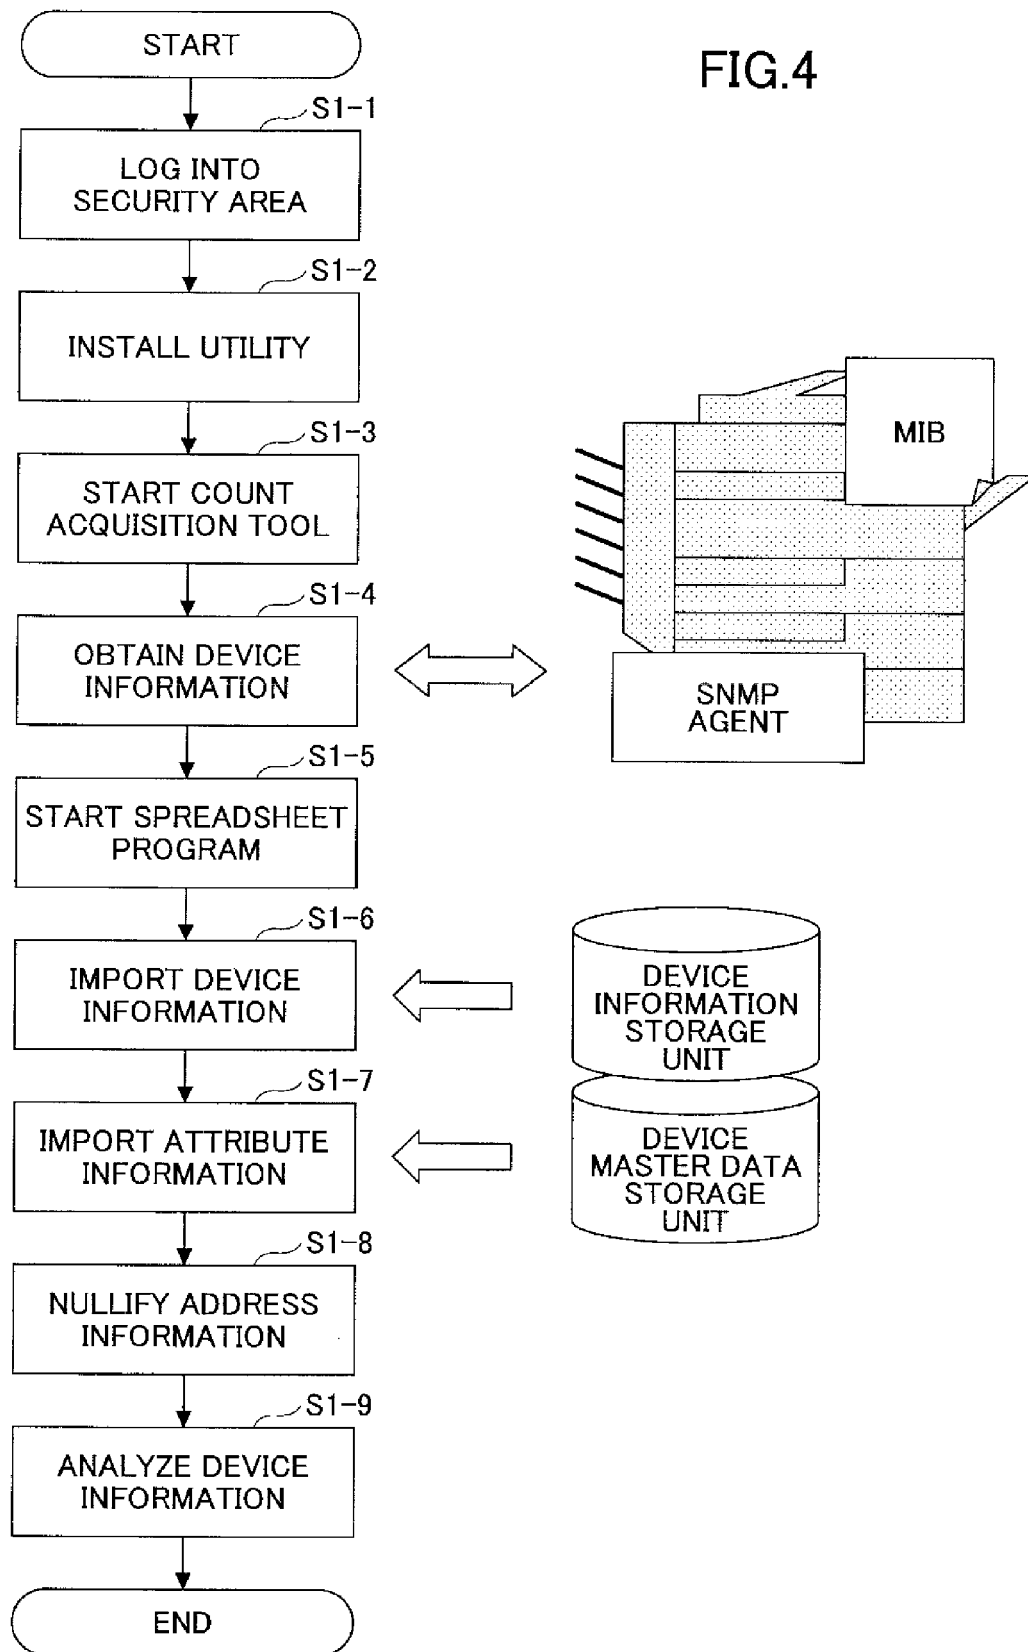 START
FIG.4
S1-1
LOG INTO
SECURITY AREA
S1-2
INSTALL UTILITY
S1-3
START COUNT
ACQUISITION TOOL
MIB
S1-4
OBTAIN DEVICE
INFORMATION
SNMP
AGENT
S1-5
START SPREADSHEET
PROGRAM
S1-6
IMPORT DEVICE
INFORMATION
DEVICE
INFORMATION
STORAGE
UNIT
S1-7
IMPORT ATTRIBUTE
INFORMATION
DEVICE
MASTER DATA
STORAGE
UNIT
S1-8
NULLIFY ADDRESS
INFORMATION
S1-9
ANALYZE DEVICE
INFORMATION
END